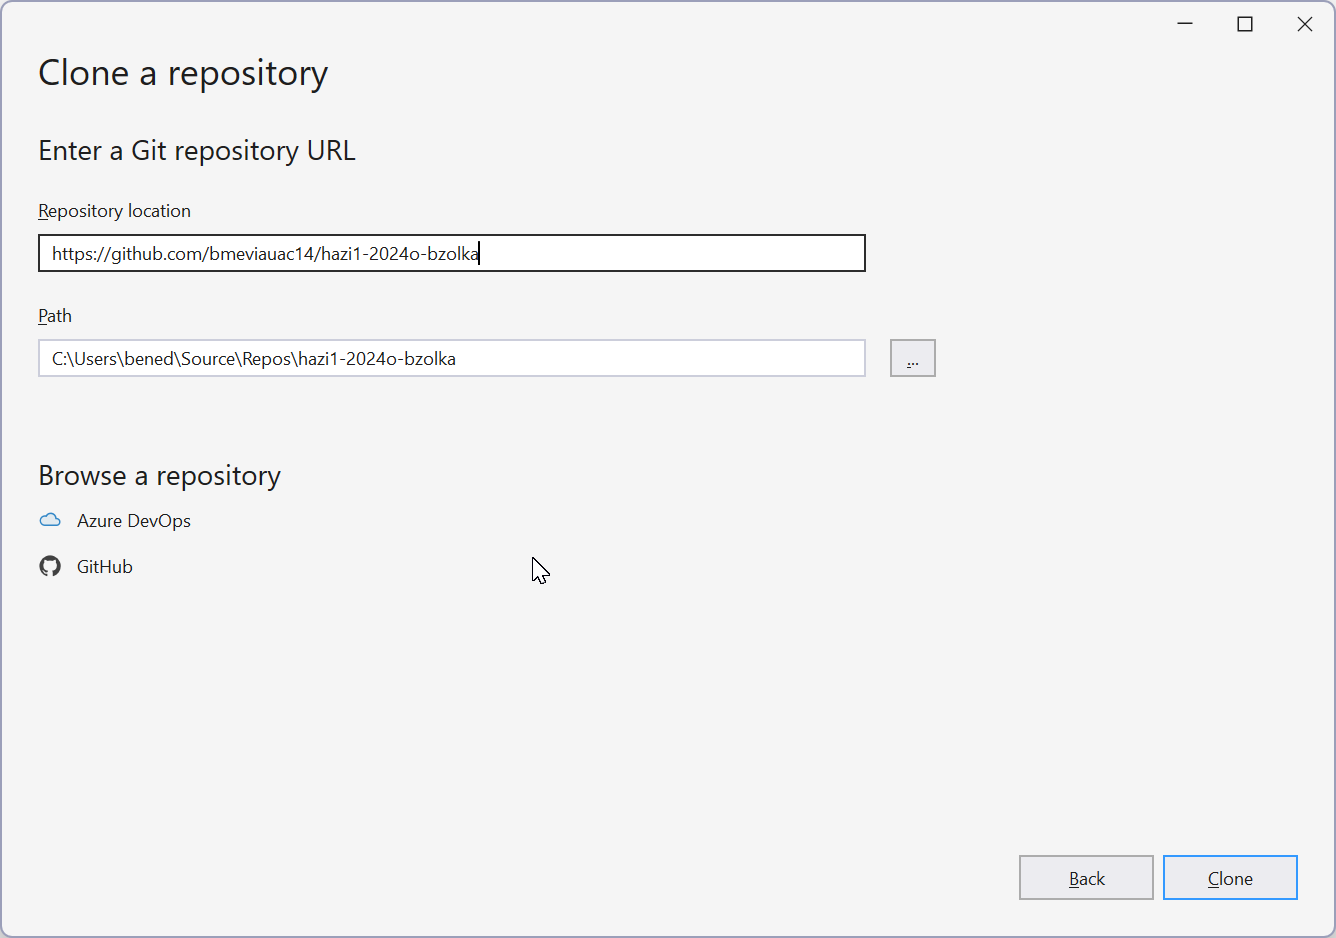 Clone a repository
Enter a Git repository URL
Repository location
https://github.com/bmeviauac14/hazi1-2024o-bzolka
Path
C:\Users\bened\Source\Repos\hazi1-2024o-bzolka
...
Browse a repository
Azure DevOps
GitHub
Back
Clone